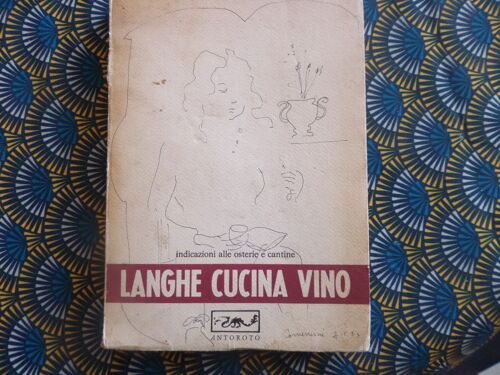 indicazioni alle osterie e cantine
LANGHE CUCINA VINO
ANTOROTO